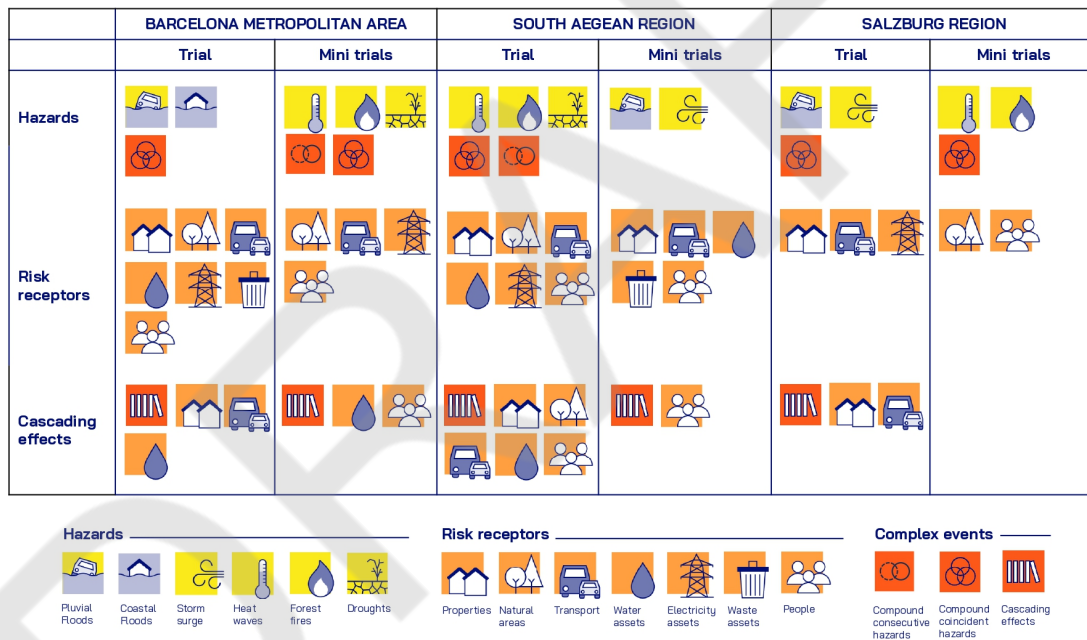 BARCELONA METROPOLITAN AREA SOUTH AEGEAN REGION SALZBURG REGION
Trial Mini trials Trial Mini trials Trial Mini trials
Hazards
Risk
receptors
Cascading
effects
Hazards Risk receptors Complex events
Pluvial Coastal Storm Heat Forest Droughts Properties Natural Transport Water Electricity Waste People Compound Compound Cascading
floods Floods surge waves fires areas assets assets assets consecutive coincident effects
hazards hazards
DRAFT